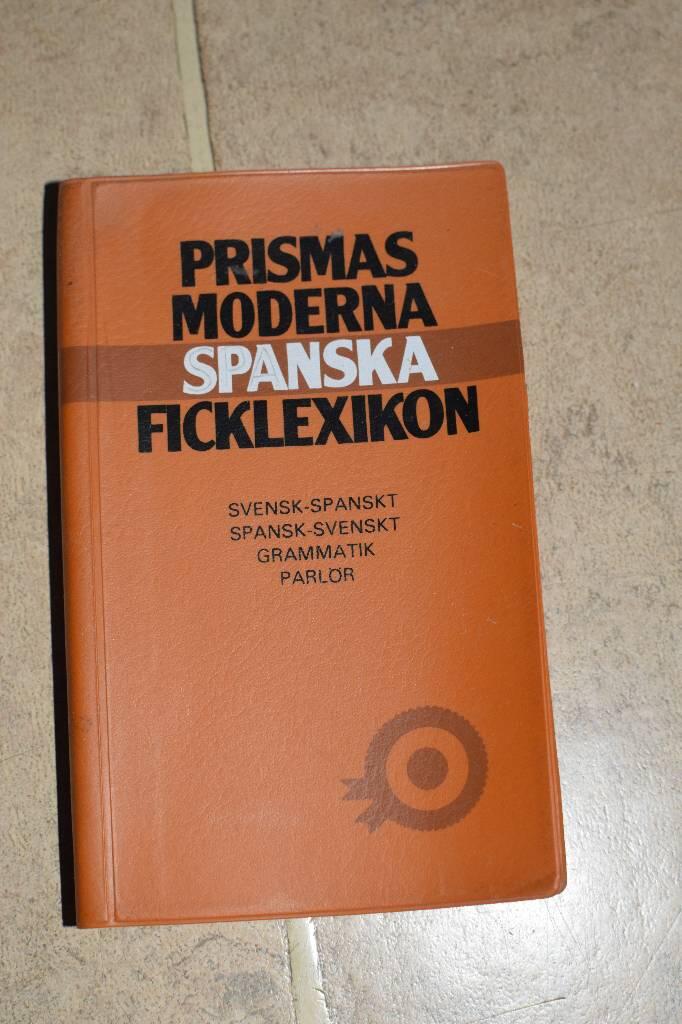 PRISMAS
MODERNA
SPANSKA
FICKLEXIKON
SVENSK-SPANSKT
SPANSK-SVENSKT
GRAMMATIK
PARLÖR